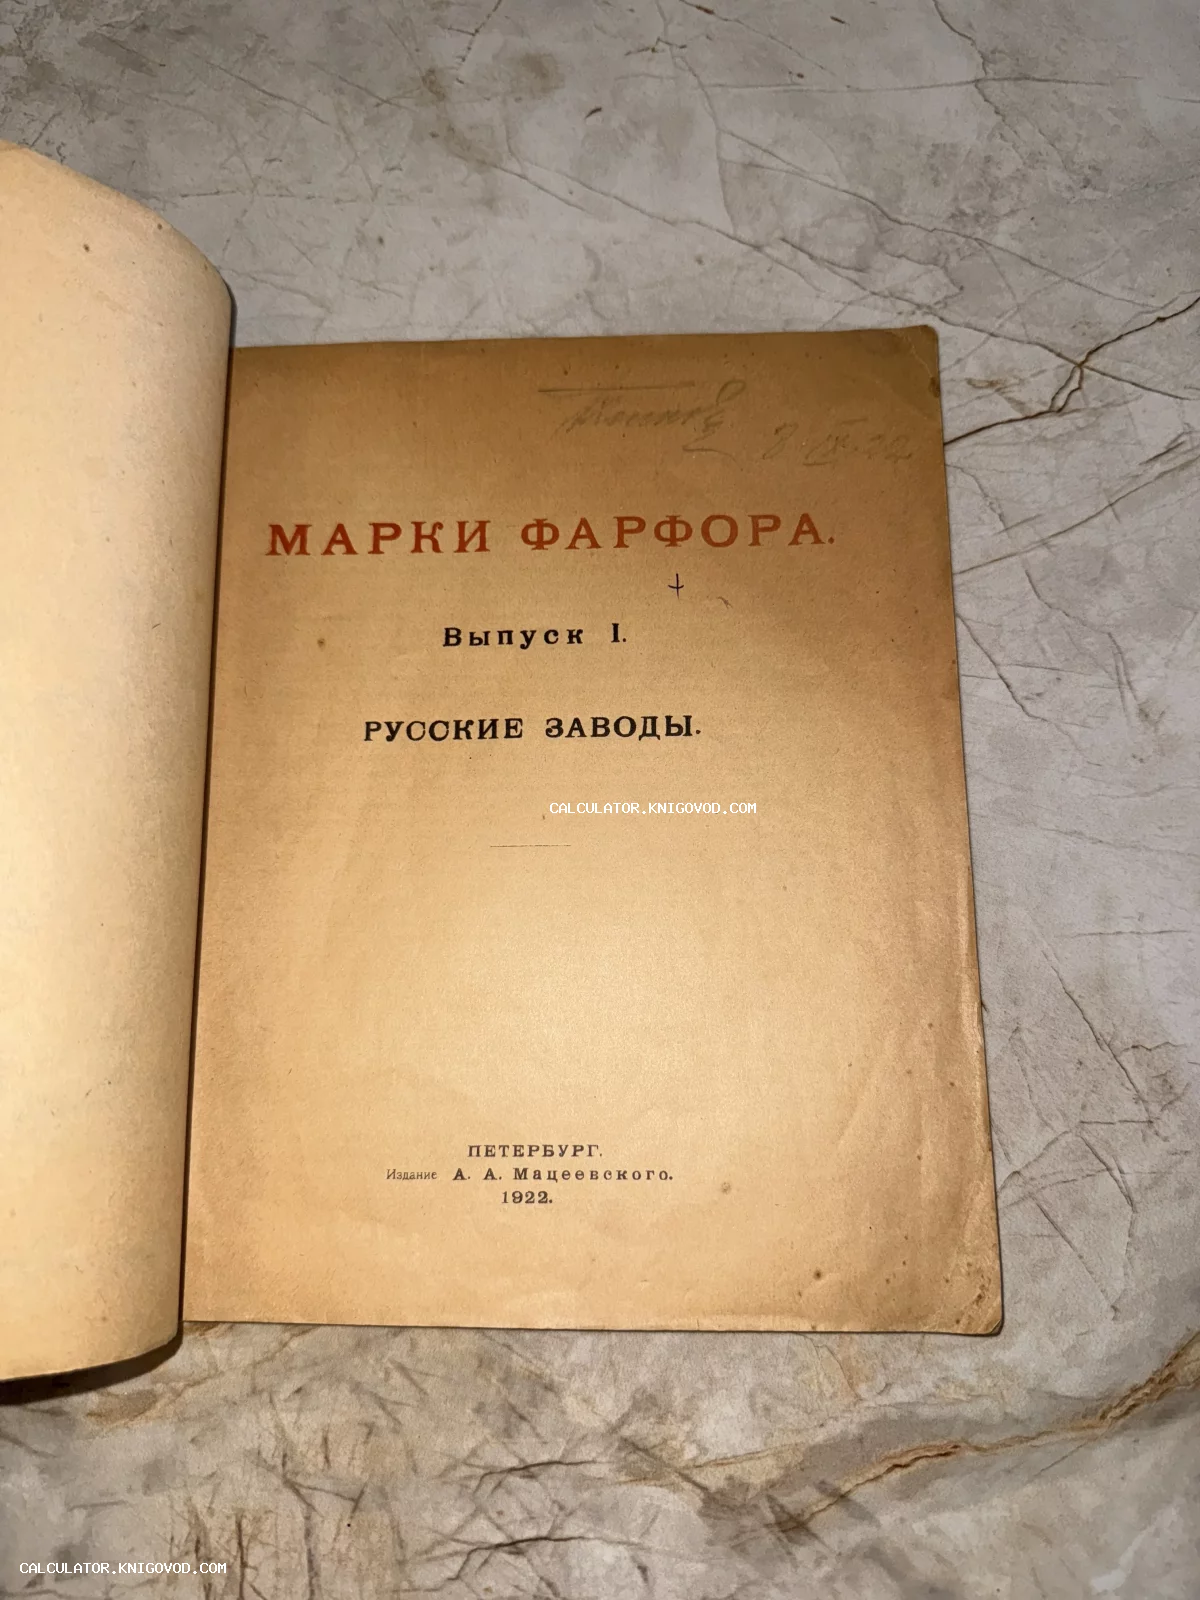 МАРКИ ФАРФОРА.
Выпуск I.
РУССКИЕ ЗАВОДЫ.
CALCULATOR.KNIGOVOD.COM
ПЕТЕРБУРГ.
Издание А. А. Мацеевского.
1922.
CALCULATOR.KNIGOVOD.COM